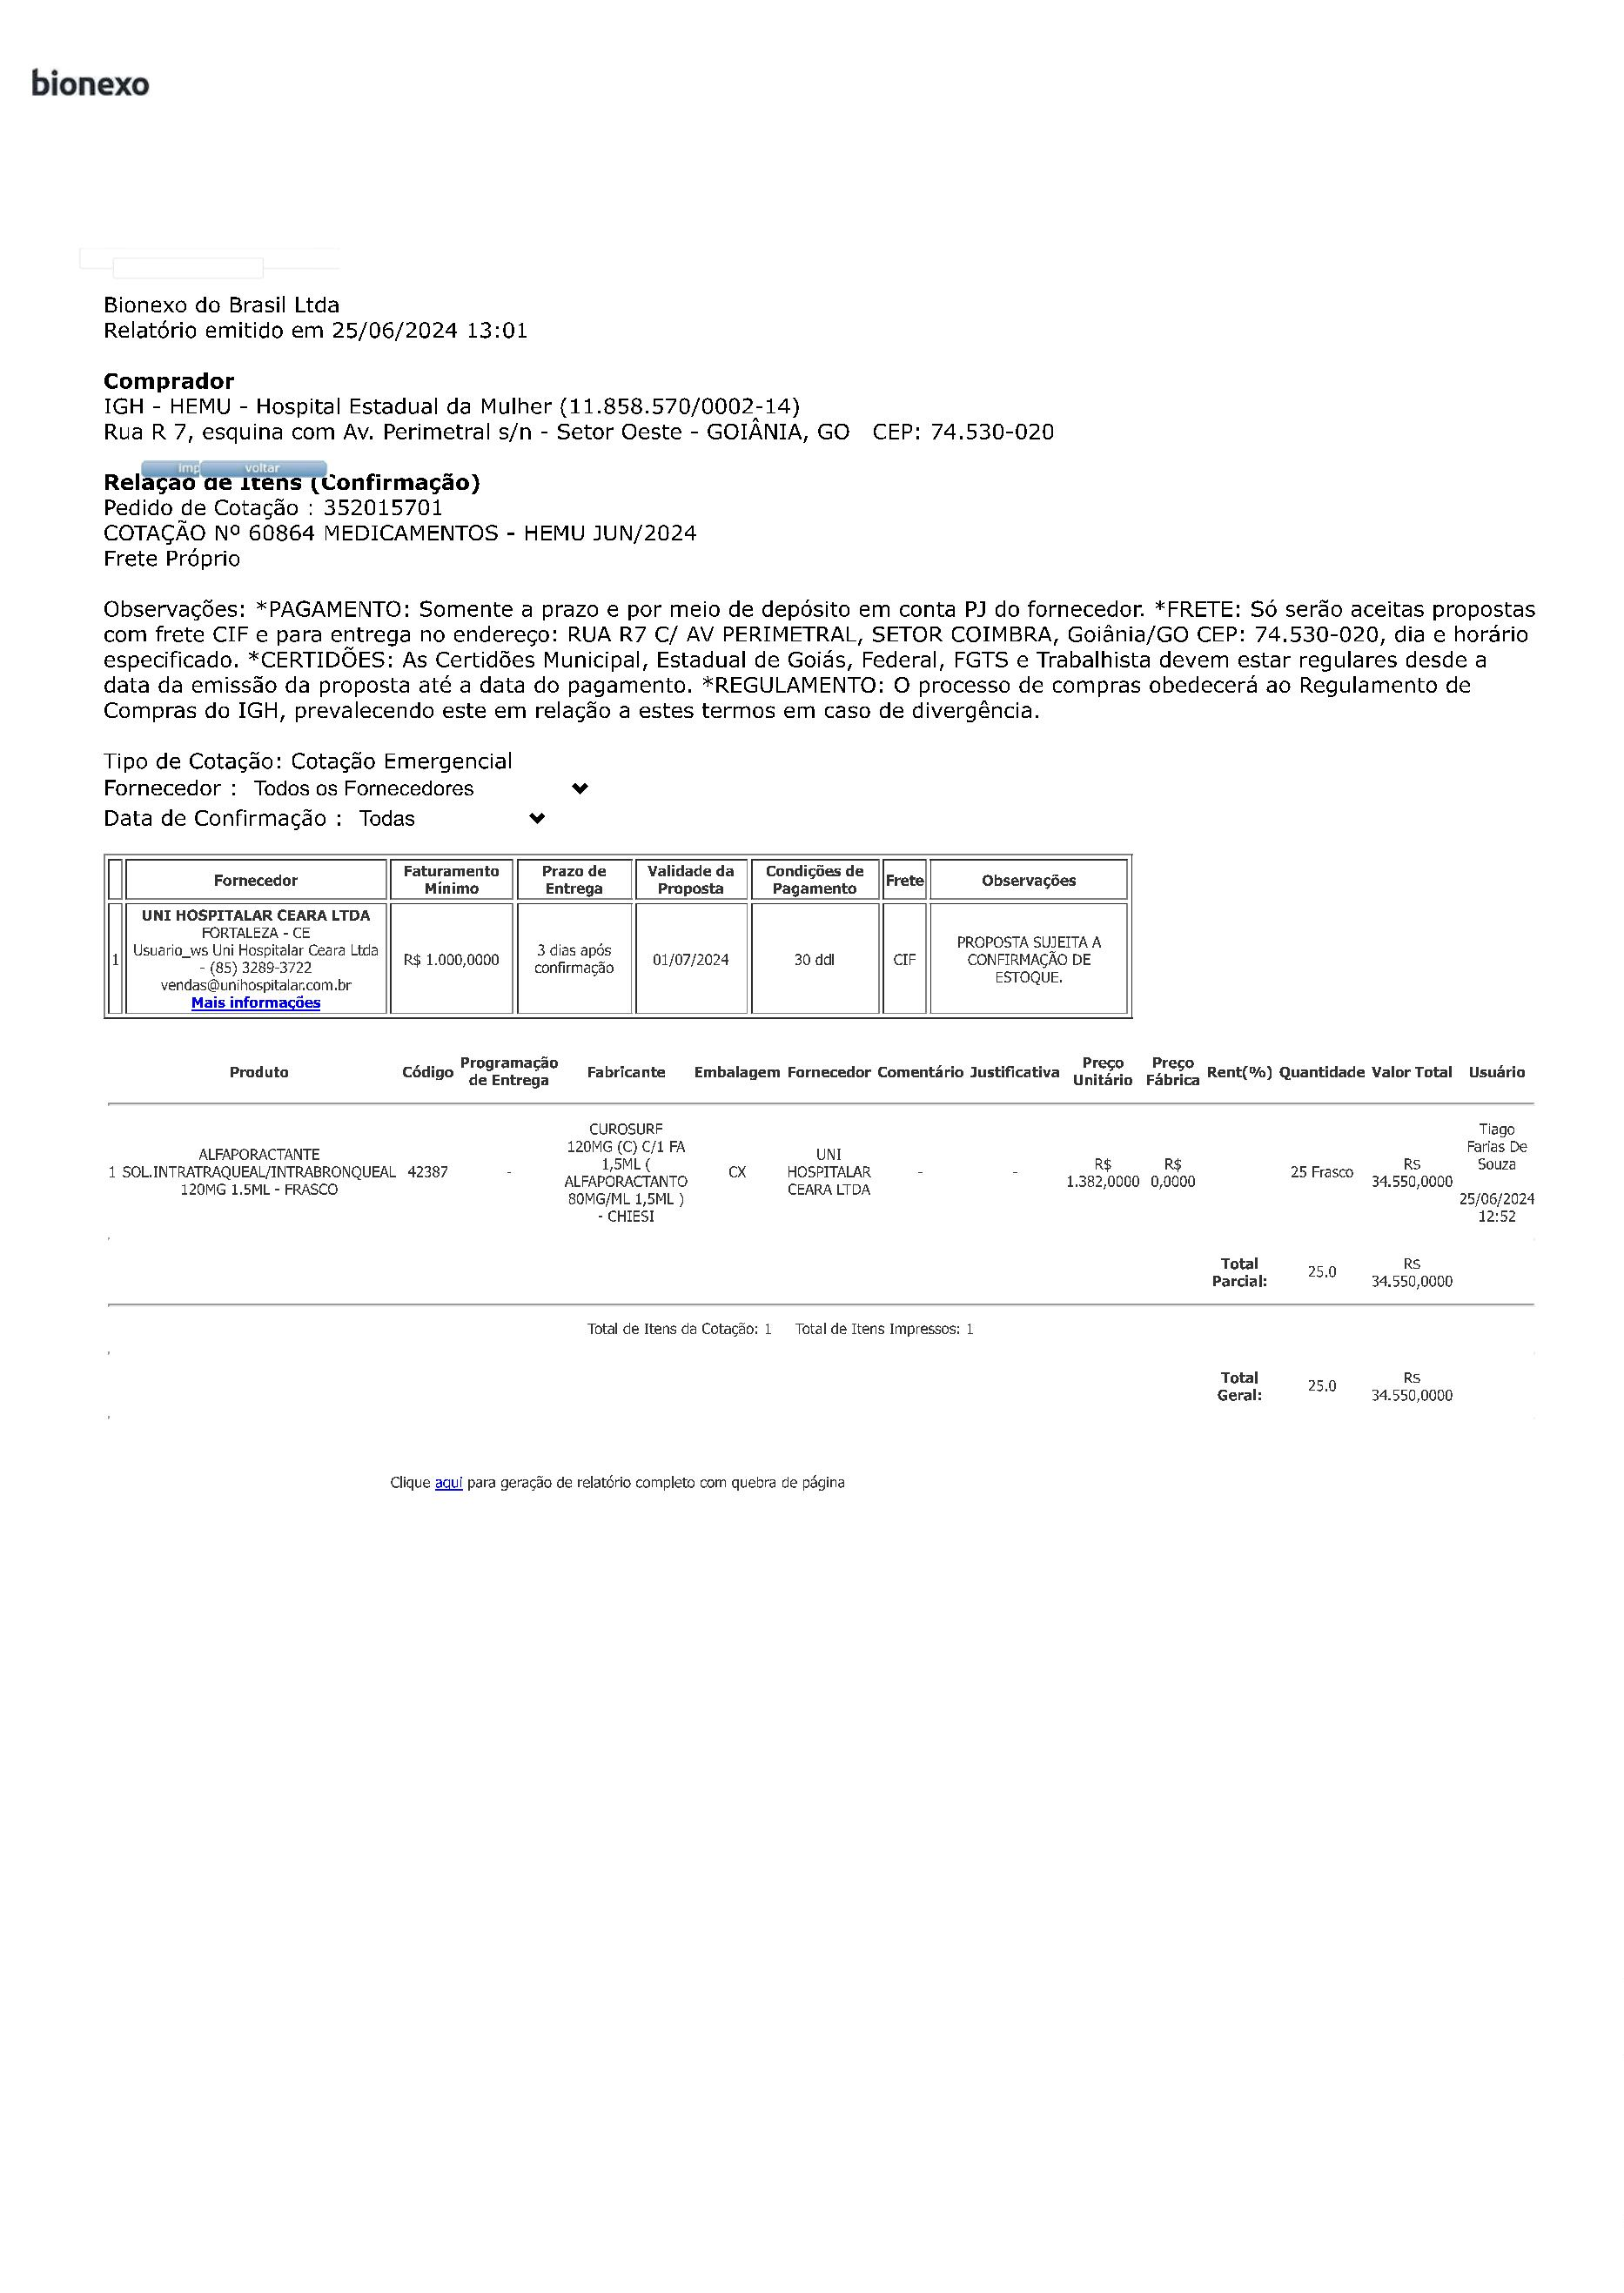 bionexo
Bionexo do Brasil Ltda
Relatório emitido em 25/06/2024 13:01
Comprador
IGH - HEMU - Hospital Estadual da Mulher (11.858.570/0002-14)
Rua R 7, esquina com Av. Perimetral s/n - Setor Oeste - GOIÂNIA, GO CEP: 74.530-020
imp voltar
Relação de Itens (Confirmação)
Pedido de Cotação : 352015701
COTAÇÃO Nº 60864 MEDICAMENTOS - HEMU JUN/2024
Frete Próprio
Observações: *PAGAMENTO: Somente a prazo e por meio de depósito em conta PJ do fornecedor. *FRETE: Só serão aceitas propostas
com frete CIF e para entrega no endereço: RUA R7 C/ AV PERIMETRAL, SETOR COIMBRA, Goiânia/GO CEP: 74.530-020, dia e horário
especificado. *CERTIDÕES: As Certidões Municipal, Estadual de Goiás, Federal, FGTS e Trabalhista devem estar regulares desde a
data da emissão da proposta até a data do pagamento. *REGULAMENTO: O processo de compras obedecerá ao Regulamento de
Compras do IGH, prevalecendo este em relação a estes termos em caso de divergência.
Tipo de Cotação: Cotação Emergencial
Fornecedor : Todos os Fornecedores
Data de Confirmação : Todas
Fornecedor
Faturamento
Mínimo
Prazo de
Entrega
Validade da
Proposta
Condições de
Pagamento
Frete
Observações
1
UNI HOSPITALAR CEARA LTDA
FORTALEZA - CE
Usuario_ws Uni Hospitalar Ceara Ltda
- (85) 3289-3722
vendas@unihospitalar.com.br
Mais informações
R$ 1.000,0000
3 dias após
confirmação
01/07/2024
30 ddl
CIF
PROPOSTA SUJEITA A
CONFIRMAÇÃO DE
ESTOQUE.
Produto
Código
Programação
de Entrega
Fabricante
Embalagem
Fornecedor
Comentário
Justificativa
Preço
Unitário
Preço
Fábrica
Rent(%)
Quantidade
Valor Total
Usuário
1
ALFAPORACTANTE
SOL.INTRATRAQUEAL/INTRABRONQUEAL
120MG 1.5ML - FRASCO
42387
-
CUROSURF
120MG (C) C/1 FA
1,5ML (
ALFAPORACTANTO
80MG/ML 1,5ML )
- CHIESI
CX
UNI
HOSPITALAR
CEARA LTDA
-
-
R$
1.382,0000
R$
0,0000
25 Frasco
R$
34.550,0000
Tiago
Farias De
Souza
25/06/2024
12:52
Total
Parcial:
25.0
R$
34.550,0000
Total de Itens da Cotação: 1 Total de Itens Impressos: 1
Total
Geral:
25.0
R$
34.550,0000
Clique aqui para geração de relatório completo com quebra de página